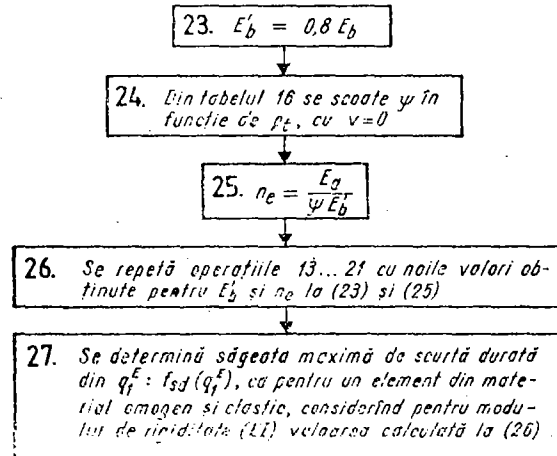 23. E'b = 0,8 Eb
24. Din tabelul 16 se scoate ψ în
funcție de pt, cu ν=0
25. ne = Ea / ψ E'b
26. Se repetă operațiile 13...21 cu noile valori ob-
ținute pentru E'b și ne la (23) și (25)
27. Se determină săgeata maximă de scurtă durată
din qfE : fsd (qfE), ca pentru un element din mate-
rial omogen și elastic, considerînd pentru modu-
lul de rigiditate (EI) valoarea calculată la (26)